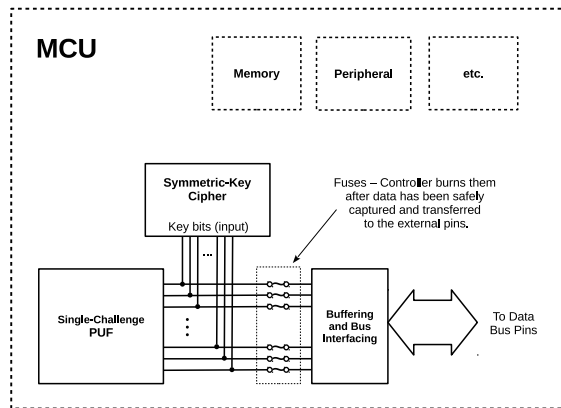 MCU
Memory
Peripheral
etc.
Symmetric-Key
Cipher
Key bits (input)
...
Fuses – Controller burns them
after data has been safely
captured and transferred
to the external pins.
Single-Challenge
PUF
Buffering
and Bus
Interfacing
To Data
Bus Pins